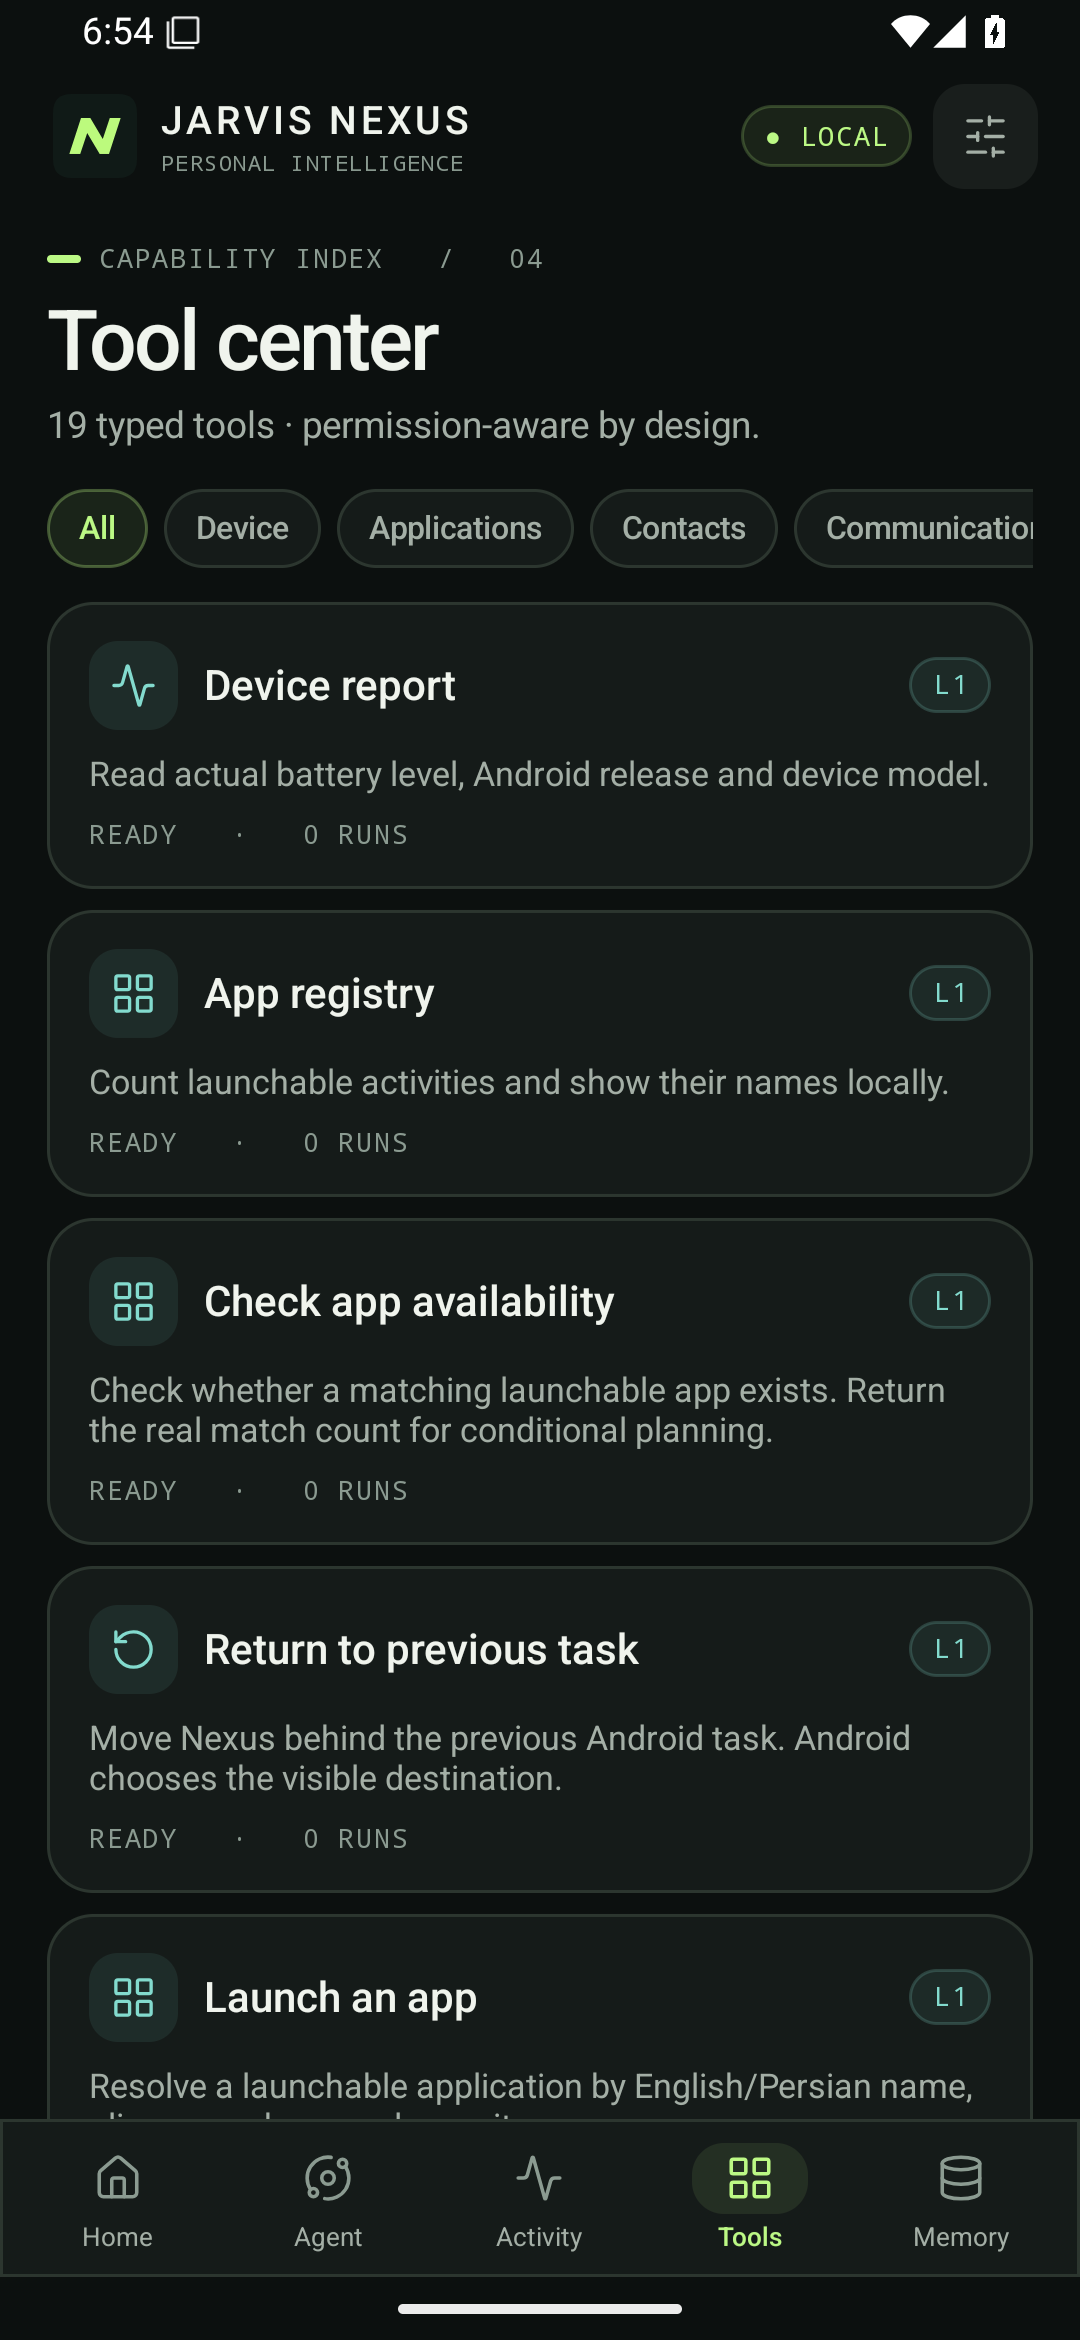 6:54
JARVIS NEXUS
PERSONAL INTELLIGENCE
LOCAL
CAPABILITY INDEX / 04
Tool center
19 typed tools · permission-aware by design.
All
Device
Applications
Contacts
Communication
Device report
L1
Read actual battery level, Android release and device model.
READY · 0 RUNS
App registry
L1
Count launchable activities and show their names locally.
READY · 0 RUNS
Check app availability
L1
Check whether a matching launchable app exists. Return
the real match count for conditional planning.
READY · 0 RUNS
Return to previous task
L1
Move Nexus behind the previous Android task. Android
chooses the visible destination.
READY · 0 RUNS
Launch an app
L1
Resolve a launchable application by English/Persian name,
Home
Agent
Activity
Tools
Memory